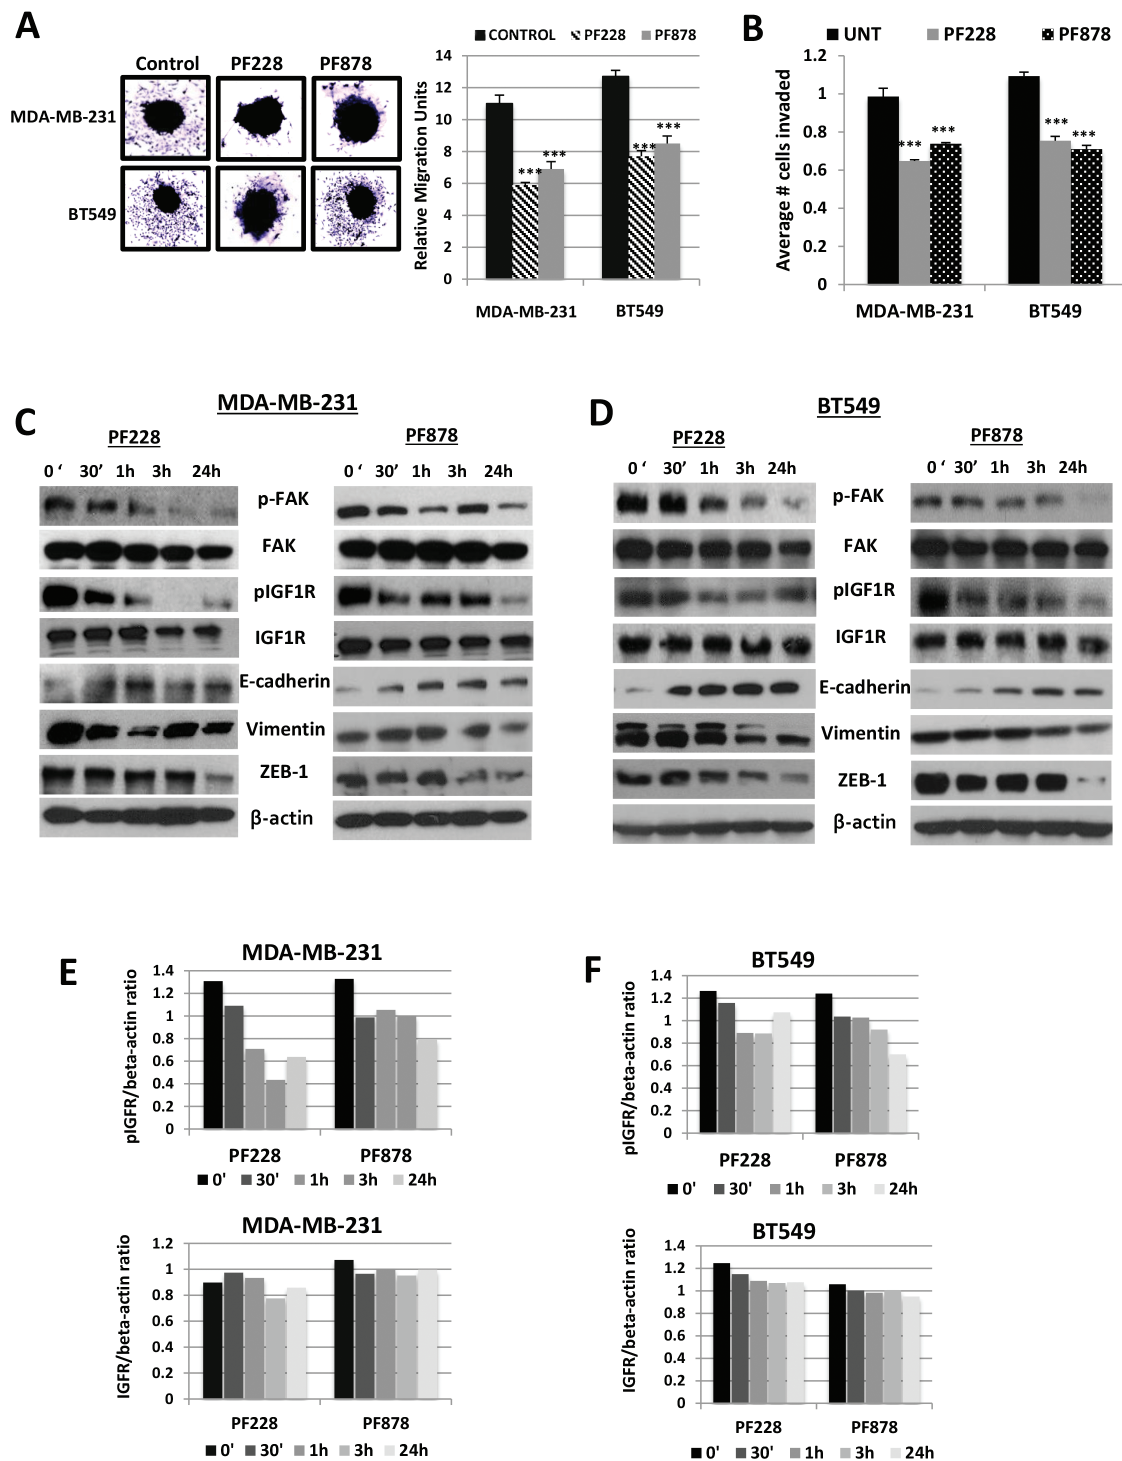 A
Control PF228 PF878
MDA-MB-231
BT549
CONTROL PF228 PF878
Relative Migration Units
14
12
10
8
6
4
2
0
*** *** *** ***
MDA-MB-231 BT549
B
UNT PF228 PF878
Average # cells invaded
1.2
1
0.8
0.6
0.4
0.2
0
*** *** *** ***
MDA-MB-231 BT549
C
MDA-MB-231
PF228 PF878
0 ‘ 30’ 1h 3h 24h 0 ‘ 30’ 1h 3h 24h
p-FAK
FAK
pIGF1R
IGF1R
E-cadherin
Vimentin
ZEB-1
β-actin
D
BT549
PF228 PF878
0 ‘ 30’ 1h 3h 24h 0 ‘ 30’ 1h 3h 24h
p-FAK
FAK
pIGF1R
IGF1R
E-cadherin
Vimentin
ZEB-1
β-actin
E
MDA-MB-231
pIGFR/beta-actin ratio
1.4
1.2
1
0.8
0.6
0.4
0.2
0
PF228 PF878
0' 30' 1h 3h 24h
MDA-MB-231
IGFR/beta-actin ratio
1.2
1
0.8
0.6
0.4
0.2
0
PF228 PF878
0' 30' 1h 3h 24h
F
BT549
pIGFR/beta-actin ratio
1.4
1.2
1
0.8
0.6
0.4
0.2
0
PF228 PF878
0' 30' 1h 3h 24h
BT549
IGFR/beta-actin ratio
1.4
1.2
1
0.8
0.6
0.4
0.2
0
PF228 PF878
0' 30' 1h 3h 24h